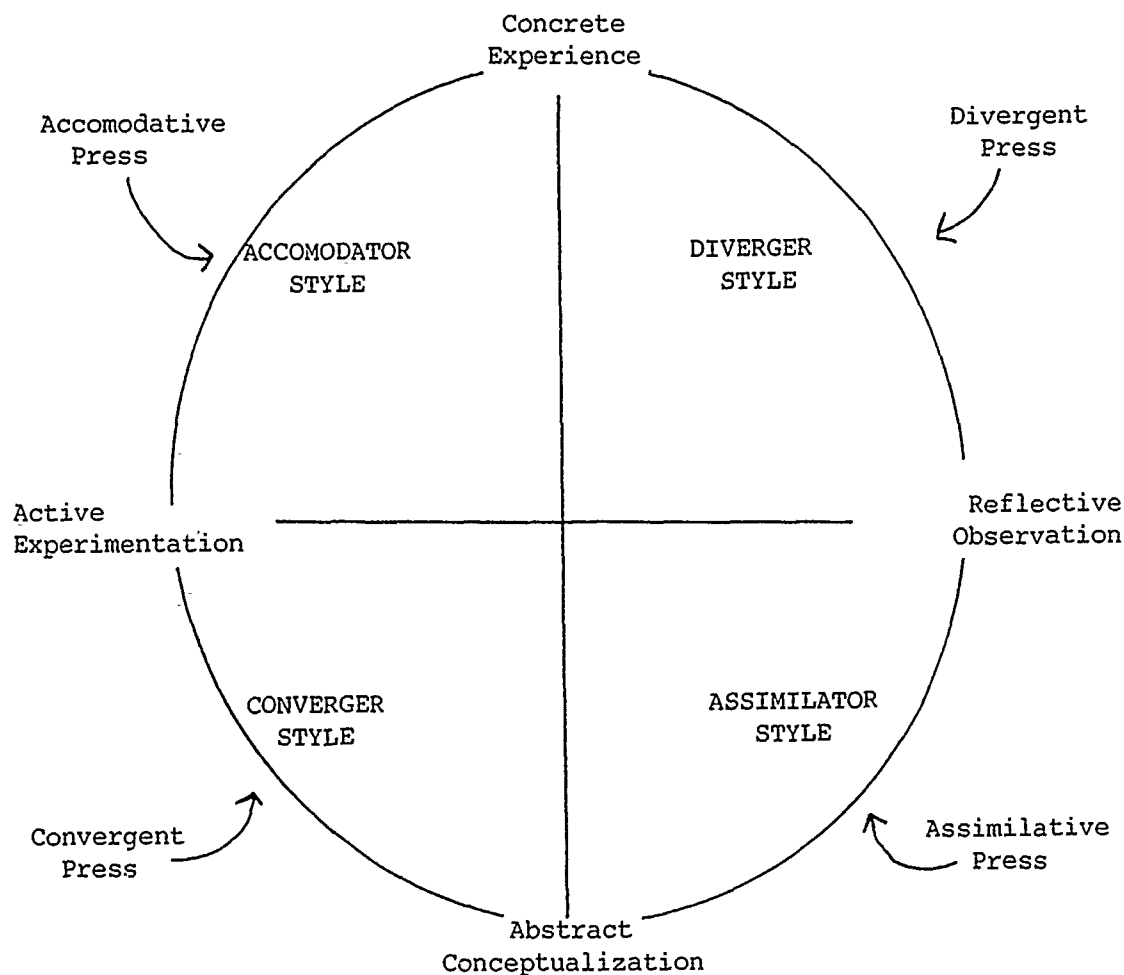 Concrete
Experience
Accomodative
Press
Divergent
Press
ACCOMODATOR
STYLE
DIVERGER
STYLE
Active
Experimentation
Reflective
Observation
CONVERGER
STYLE
ASSIMILATOR
STYLE
Convergent
Press
Assimilative
Press
Abstract
Conceptualization